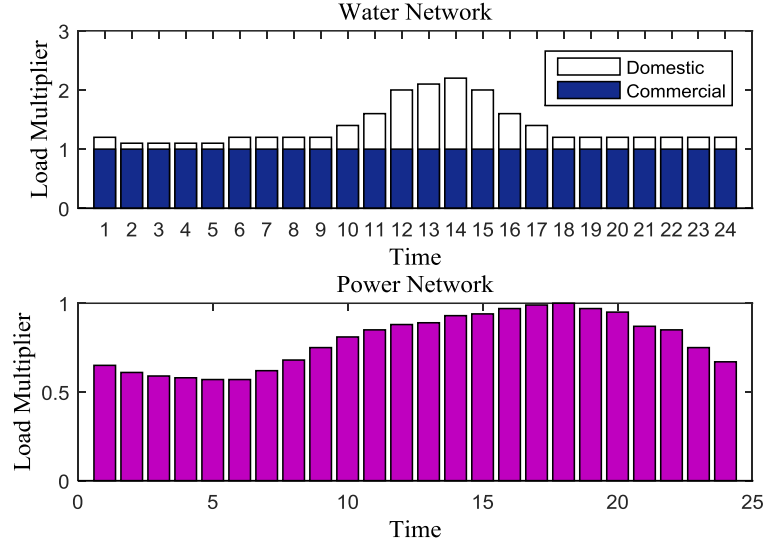 Water Network
3
2
1
0
Load Multiplier
Domestic
Commercial
1 2 3 4 5 6 7 8 9 10 11 12 13 14 15 16 17 18 19 20 21 22 23 24
Time
Power Network
1
0.5
0
Load Multiplier
0 5 10 15 20 25
Time